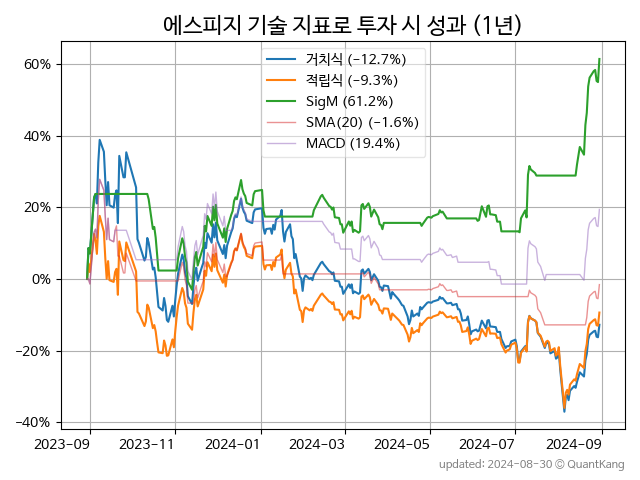 에스피지 기술 지표로 투자 시 성과 (1년)
거치식 (−12.7%)
적립식 (−9.3%)
SigM (61.2%)
SMA(20) (−1.6%)
MACD (19.4%)
60%
40%
20%
0%
−20%
−40%
2023-09 2023-11 2024-01 2024-03 2024-05 2024-07 2024-09
updated: 2024-08-30 © QuantKang